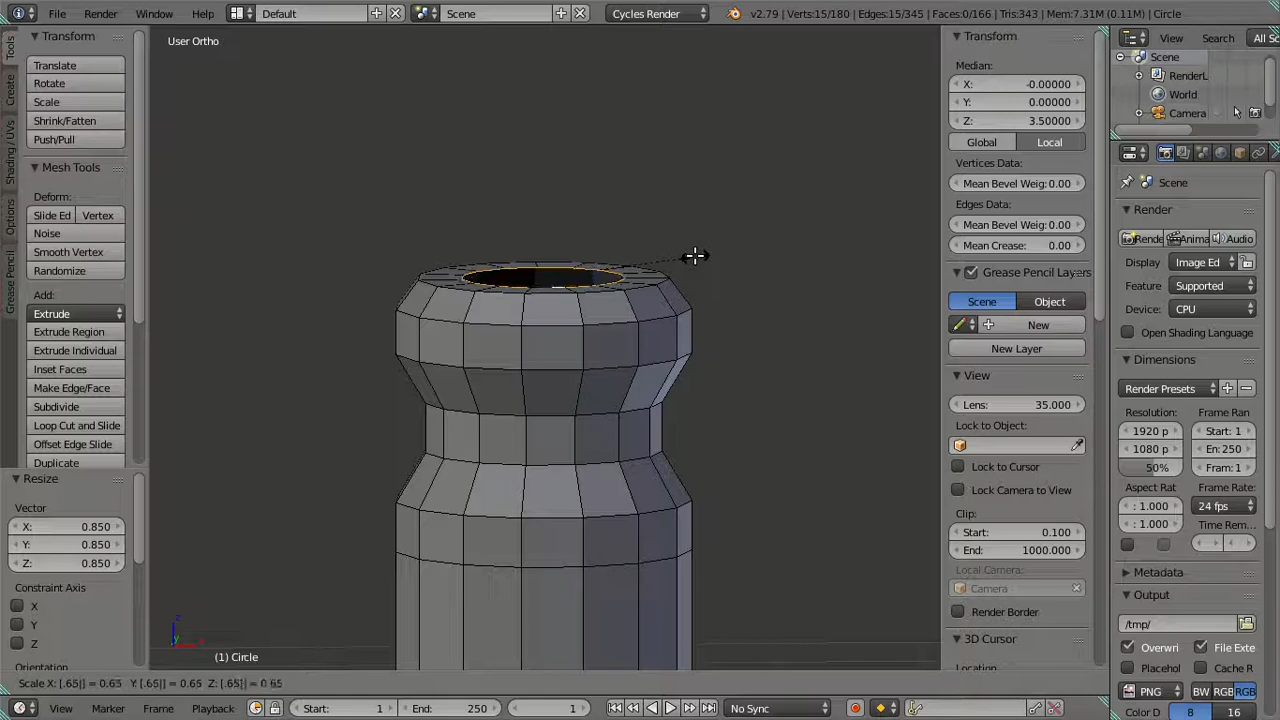 File Render Window Help Default Scene Cycles Render v2.79 | Verts:15/180 | Edges:15/345 | Faces:0/166 | Tris:343 | Mem:7.31M (0.11M) | Circle
Tools
Create
Shading / UVs
Options
Grease Pencil
Transform
Translate
Rotate
Scale
Shrink/Fatten
Push/Pull
Mesh Tools
Deform:
Slide Ed Vertex
Noise
Smooth Vertex
Randomize
Add:
Extrude
Extrude Region
Extrude Individual
Inset Faces
Make Edge/Face
Subdivide
Loop Cut and Slide
Offset Edge Slide
Duplicate
Resize
Vector
X: 0.850
Y: 0.850
Z: 0.850
Constraint Axis
X
Y
Z
Orientation
User Ortho
(1) Circle
Transform
Median:
X: -0.00000
Y: 0.00000
Z: 3.50000
Global Local
Vertices Data:
Mean Bevel Weig: 0.00
Edges Data:
Mean Bevel Weig: 0.00
Mean Crease: 0.00
Grease Pencil Layers
Scene Object
New
New Layer
View
Lens: 35.000
Lock to Object:
Lock to Cursor
Lock Camera to View
Clip:
Start: 0.100
End: 1000.000
Local Camera:
Camera
Render Border
3D Cursor
Location
View Search All Sc
Scene
RenderL
World
Camera
Scene
Render
Rende Anima Audio
Display Image Ed
Feature Supported
Device: CPU
Open Shading Language
Dimensions
Render Presets
Resolution: Frame Ran
1920 p Start: 1
1080 p En: 250
50% Fram: 1
Aspect Rat Frame Rate:
: 1.000 24 fps
: 1.000 Time Rem...
Metadata
Output
/tmp/
Overwri File Exte
Placehol Cache R
PNG BW RGB RGB
Color D 8 16
Scale X: [.65|] = 0.65 Y: [.65|] = 0.65 Z: [.65|] = 0.65
View Marker Frame Playback Start: 1 End: 250 1 No Sync